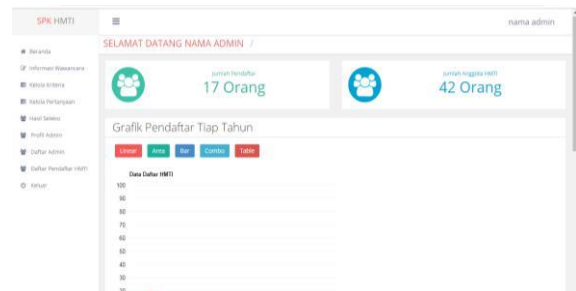 SPK HMTI
nama admin
SELAMAT DATANG NAMA ADMIN /
Beranda
Informasi Wawancara
Kelola Kriteria
Kelola Pertanyaan
Hasil Seleksi
Profil Admin
Daftar Admin
Daftar Pendaftar HMTI
Keluar
Jumlah Pendaftar
17 Orang
Jumlah Anggota HMTI
42 Orang
Grafik Pendaftar Tiap Tahun
Linear Area Bar Combo Table
Data Daftar HMTI
100
90
80
70
60
50
40
30
20